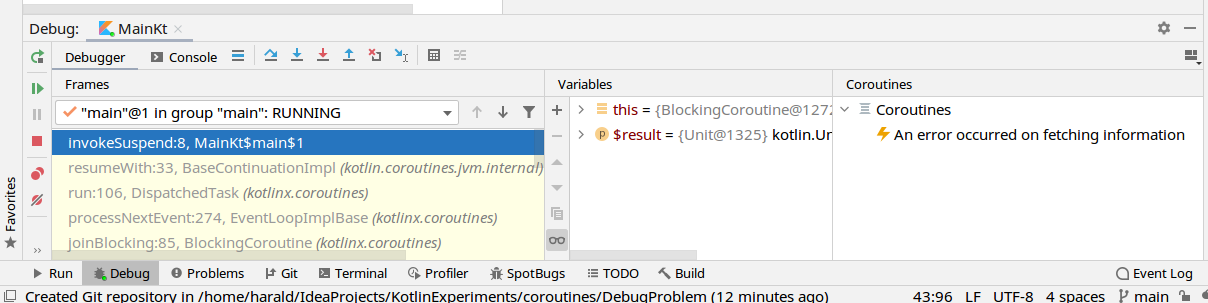 Debug: MainKt
Debugger Console
Frames Variables Coroutines
"main"@1 in group "main": RUNNING
InvokeSuspend:8, MainKt$main$1
resumeWith:33, BaseContinuationImpl (kotlin.coroutines.jvm.internal)
run:106, DispatchedTask (kotlinx.coroutines)
processNextEvent:274, EventLoopImplBase (kotlinx.coroutines)
joinBlocking:85, BlockingCoroutine (kotlinx.coroutines)
this = {BlockingCoroutine@1272
$result = {Unit@1325} kotlin.Un
Coroutines
An error occurred on fetching information
Favorites
Run Debug Problems Git Terminal Profiler SpotBugs TODO Build Event Log
Created Git repository in /home/harald/IdeaProjects/KotlinExperiments/coroutines/DebugProblem (12 minutes ago) 43:96 LF UTF-8 4 spaces main